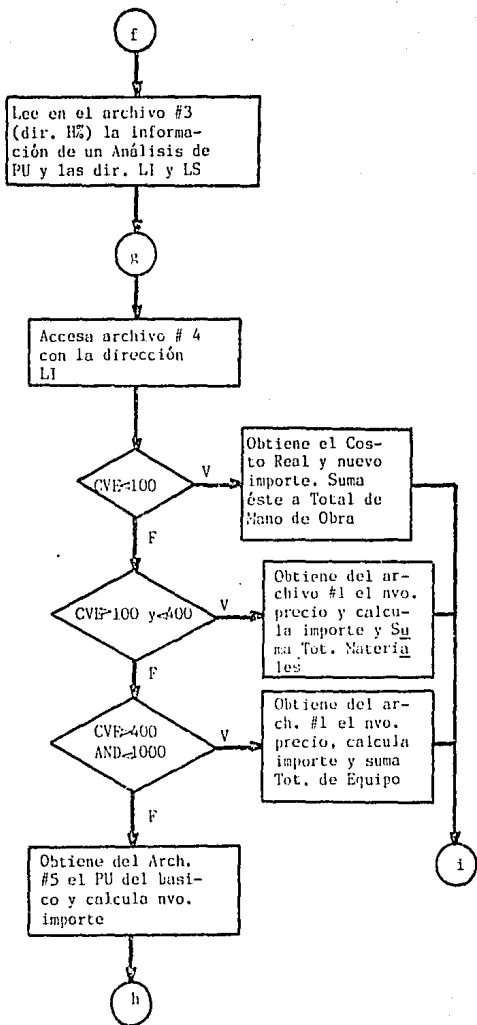 f
Lee en el archivo #3
(dir. H%) la informa-
ción de un Análisis de
PU y las dir. LI y LS
g
Accesa archivo # 4
con la dirección
LI
CVE<100
V
Obtiene el Cos-
to Real y nuevo
importe. Suma
éste a Total de
Mano de Obra
F
CVE>100 y<400
V
Obtiene del ar-
chivo #1 el nvo.
precio y calcu-
la importe y Su
ma Tot. Materia
les
F
CVE>400
AND<1000
V
Obtiene del ar-
ch. #1 el nvo.
precio, calcula
importe y suma
Tot. de Equipo
F
Obtiene del Arch.
#5 el PU del basi-
co y calcula nvo.
importe
i
h